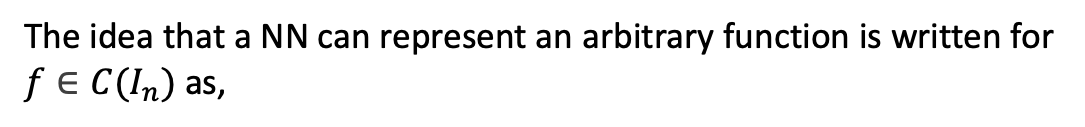 The idea that a NN can represent an arbitrary function is written for
𝑓 ∈ 𝐶(𝐼ₙ) as,